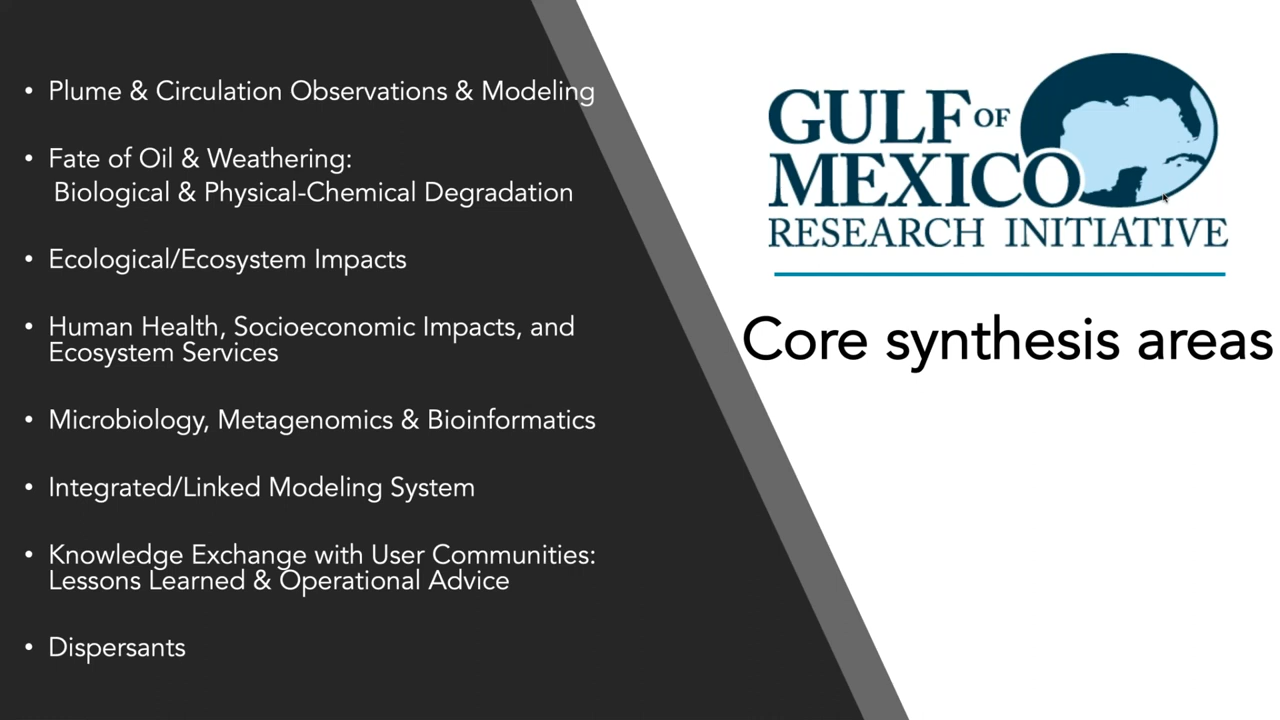 • Plume & Circulation Observations & Modeling
• Fate of Oil & Weathering:
Biological & Physical-Chemical Degradation
• Ecological/Ecosystem Impacts
• Human Health, Socioeconomic Impacts, and
Ecosystem Services
• Microbiology, Metagenomics & Bioinformatics
• Integrated/Linked Modeling System
• Knowledge Exchange with User Communities:
Lessons Learned & Operational Advice
• Dispersants
GULF OF
MEXICO
RESEARCH INITIATIVE
Core synthesis areas